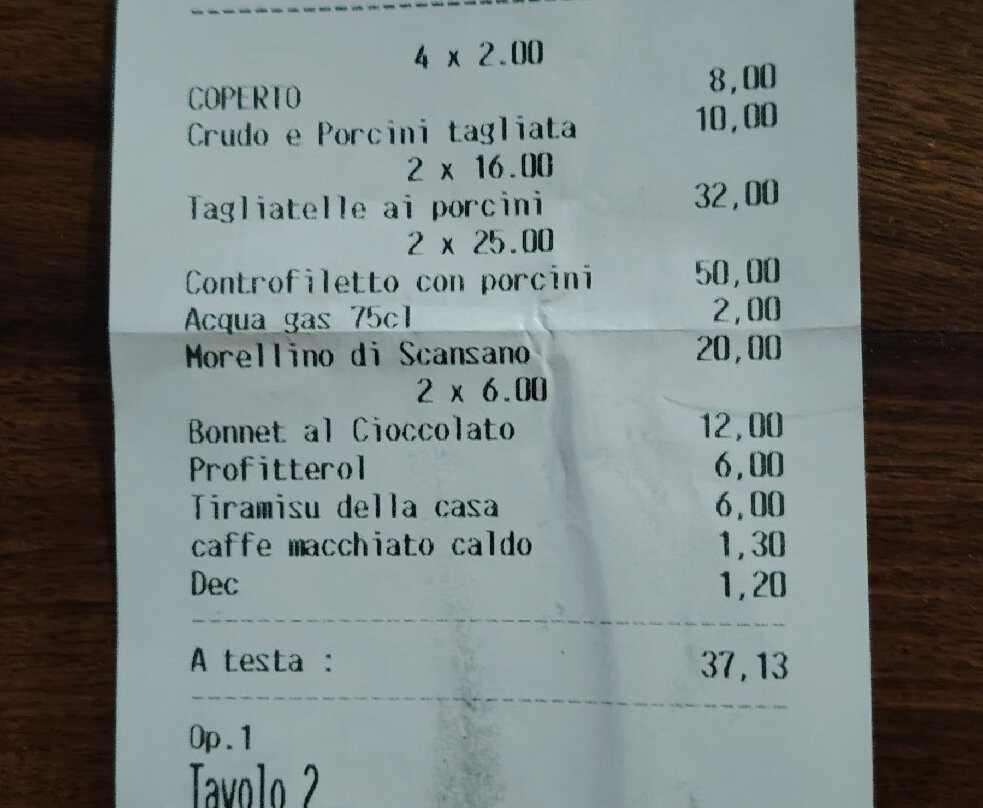 4 x 2.00
COPERTO 8,00
Crudo e Porcini tagliata 10,00
2 x 16.00
Tagliatelle ai porcini 32,00
2 x 25.00
Controfiletto con porcini 50,00
Acqua gas 75cl 2,00
Morellino di Scansano 20,00
2 x 6.00
Bonnet al Cioccolato 12,00
Profitterol 6,00
Tiramisu della casa 6,00
caffe macchiato caldo 1,30
Dec 1,20
A testa : 37,13
Op.1
Tavolo 2